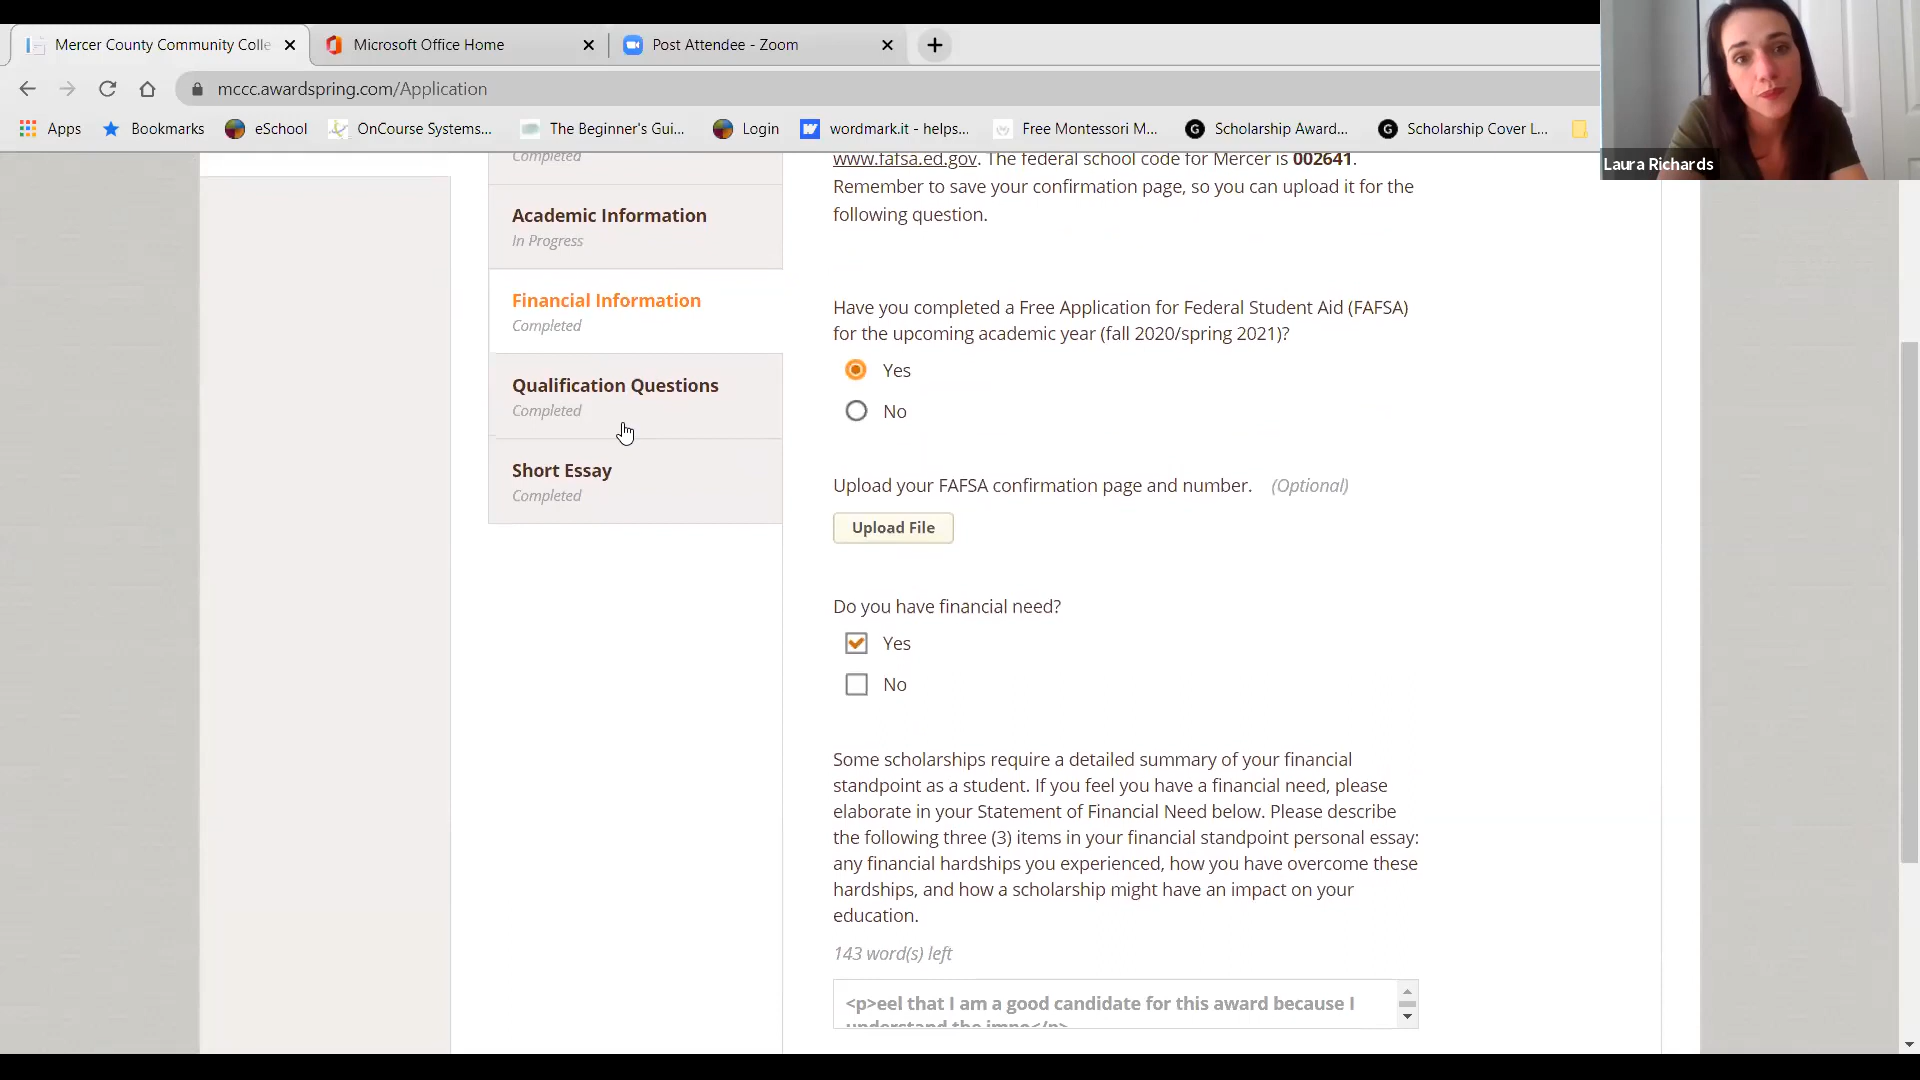 Mercer County Community Colle
Microsoft Office Home
Post Attendee - Zoom
mccc.awardspring.com/Application
Apps
Bookmarks
eSchool
OnCourse Systems...
The Beginner's Gui...
Login
wordmark.it - helps...
Free Montessori M...
Scholarship Award...
Scholarship Cover L...
Laura Richards
Completed
Academic Information
In Progress
Financial Information
Completed
Qualification Questions
Completed
Short Essay
Completed
www.fafsa.ed.gov. The federal school code for Mercer is 002641.
Remember to save your confirmation page, so you can upload it for the
following question.
Have you completed a Free Application for Federal Student Aid (FAFSA)
for the upcoming academic year (fall 2020/spring 2021)?
Yes
No
Upload your FAFSA confirmation page and number. (Optional)
Upload File
Do you have financial need?
Yes
No
Some scholarships require a detailed summary of your financial
standpoint as a student. If you feel you have a financial need, please
elaborate in your Statement of Financial Need below. Please describe
the following three (3) items in your financial standpoint personal essay:
any financial hardships you experienced, how you have overcome these
hardships, and how a scholarship might have an impact on your
education.
143 word(s) left
<p>eel that I am a good candidate for this award because I
understand the impo</p>